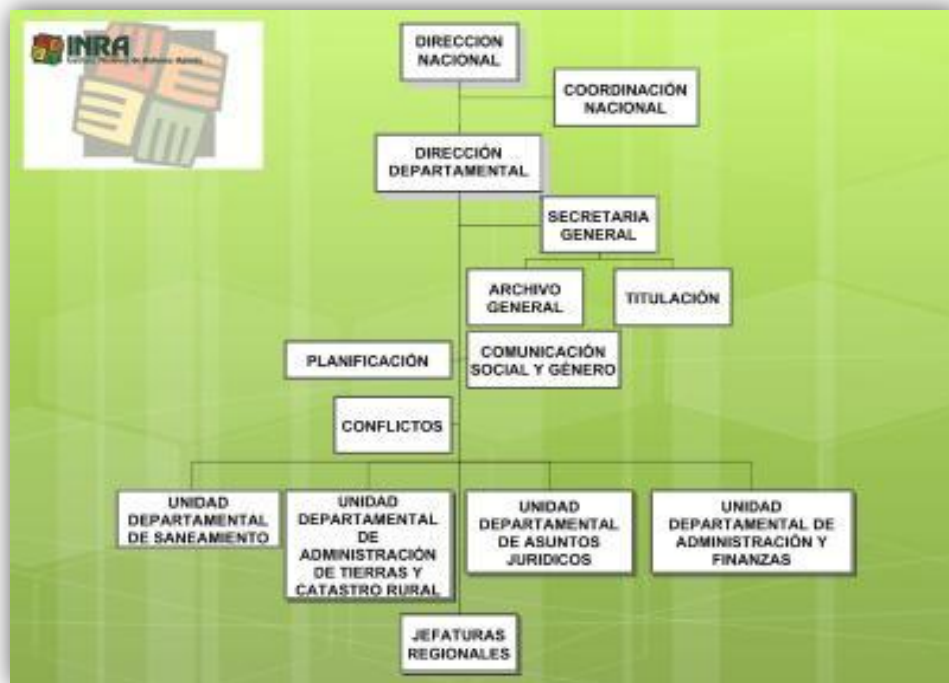 INRA
DIRECCION
NACIONAL
COORDINACIÓN
NACIONAL
DIRECCIÓN
DEPARTAMENTAL
SECRETARIA
GENERAL
ARCHIVO
GENERAL
TITULACIÓN
PLANIFICACIÓN
COMUNICACIÓN
SOCIAL Y GÉNERO
CONFLICTOS
UNIDAD
DEPARTAMENTAL
DE SANEAMIENTO
UNIDAD
DEPARTAMENTAL
DE
ADMINISTRACIÓN
DE TIERRAS Y
CATASTRO RURAL
UNIDAD
DEPARTAMENTAL
DE ASUNTOS
JURIDICOS
UNIDAD
DEPARTAMENTAL DE
ADMINISTRACIÓN Y
FINANZAS
JEFATURAS
REGIONALES